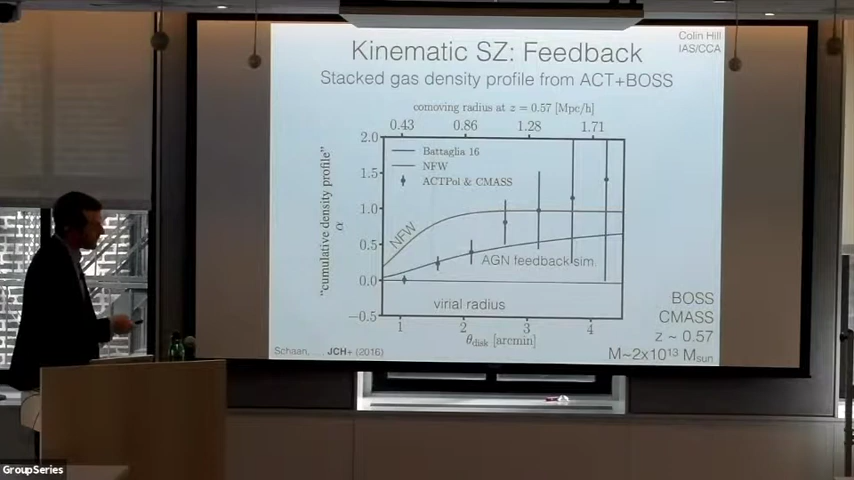 Colin Hill
IAS/CCA
Kinematic SZ: Feedback
Stacked gas density profile from ACT+BOSS
comoving radius at z = 0.57 [Mpc/h]
0.43 0.86 1.28 1.71
2.0
1.5
1.0
0.5
0.0
−0.5
"cumulative density profile"
α
Battaglia 16
NFW
ACTPol & CMASS
NFW
AGN feedback sim.
virial radius
1 2 3 4
θdisk [arcmin]
BOSS
CMASS
z ~ 0.57
M~2x10¹³ Msun
Schaan, ..., JCH+ (2016)
GroupSeries